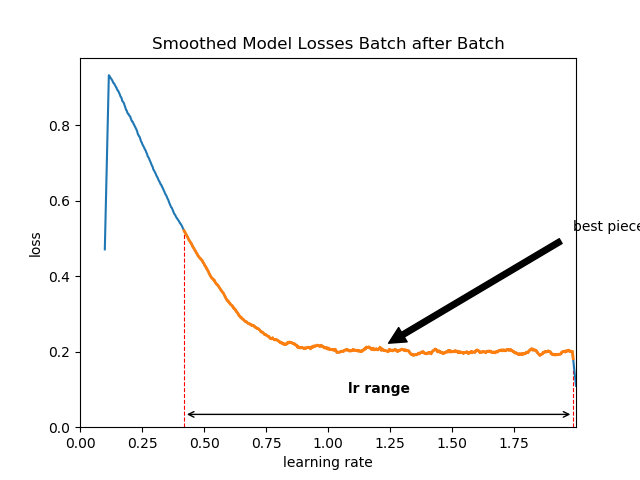 Smoothed Model Losses Batch after Batch
0.8
0.6
0.4
0.2
0.0
loss
best piece
lr range
0.00 0.25 0.50 0.75 1.00 1.25 1.50 1.75
learning rate